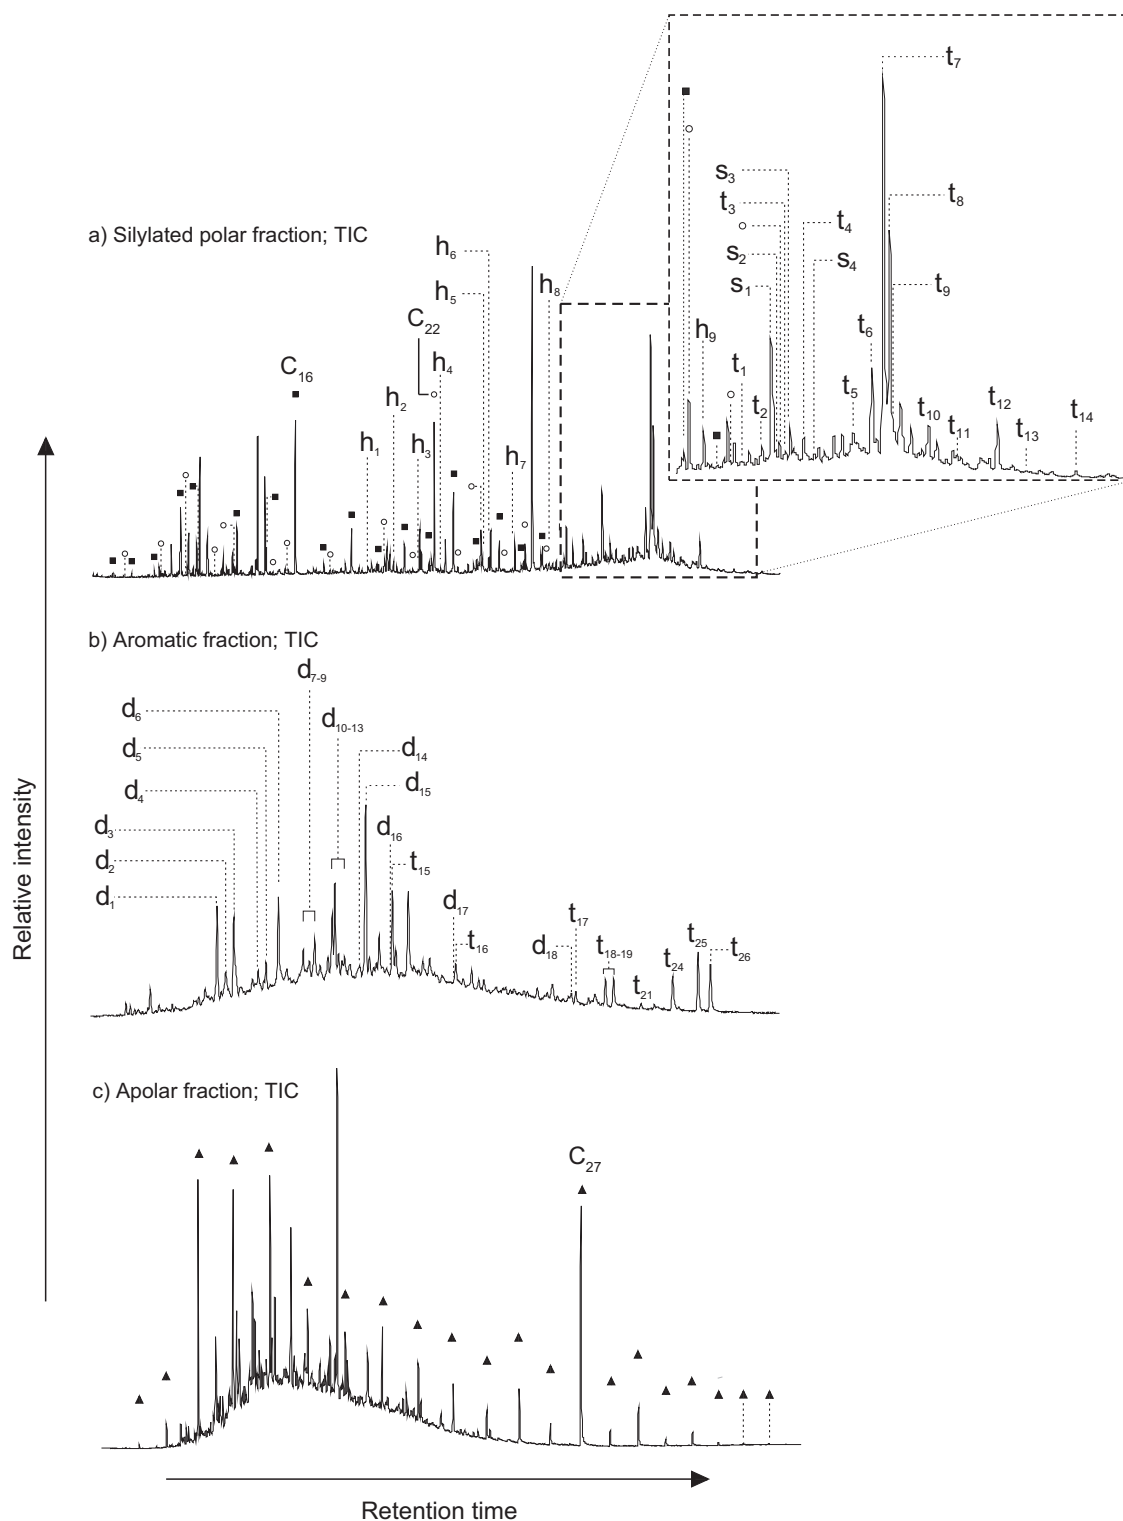 t7
s3
t3
t8
t4
a) Silylated polar fraction; TIC
h6
s2
s4
s1
t9
h5
h8
C22
h9
t6
C16
h4
t1
t5
t2
t10
t12
t14
t11
t13
h2
h1
h3
h7
b) Aromatic fraction; TIC
d7-9
d6
d10-13
d5
d14
d4
d15
d3
d16
d2
t15
d1
d17
t17
t16
d18
t18-19
t25
t26
t24
t21
Relative intensity
c) Apolar fraction; TIC
C27
Retention time